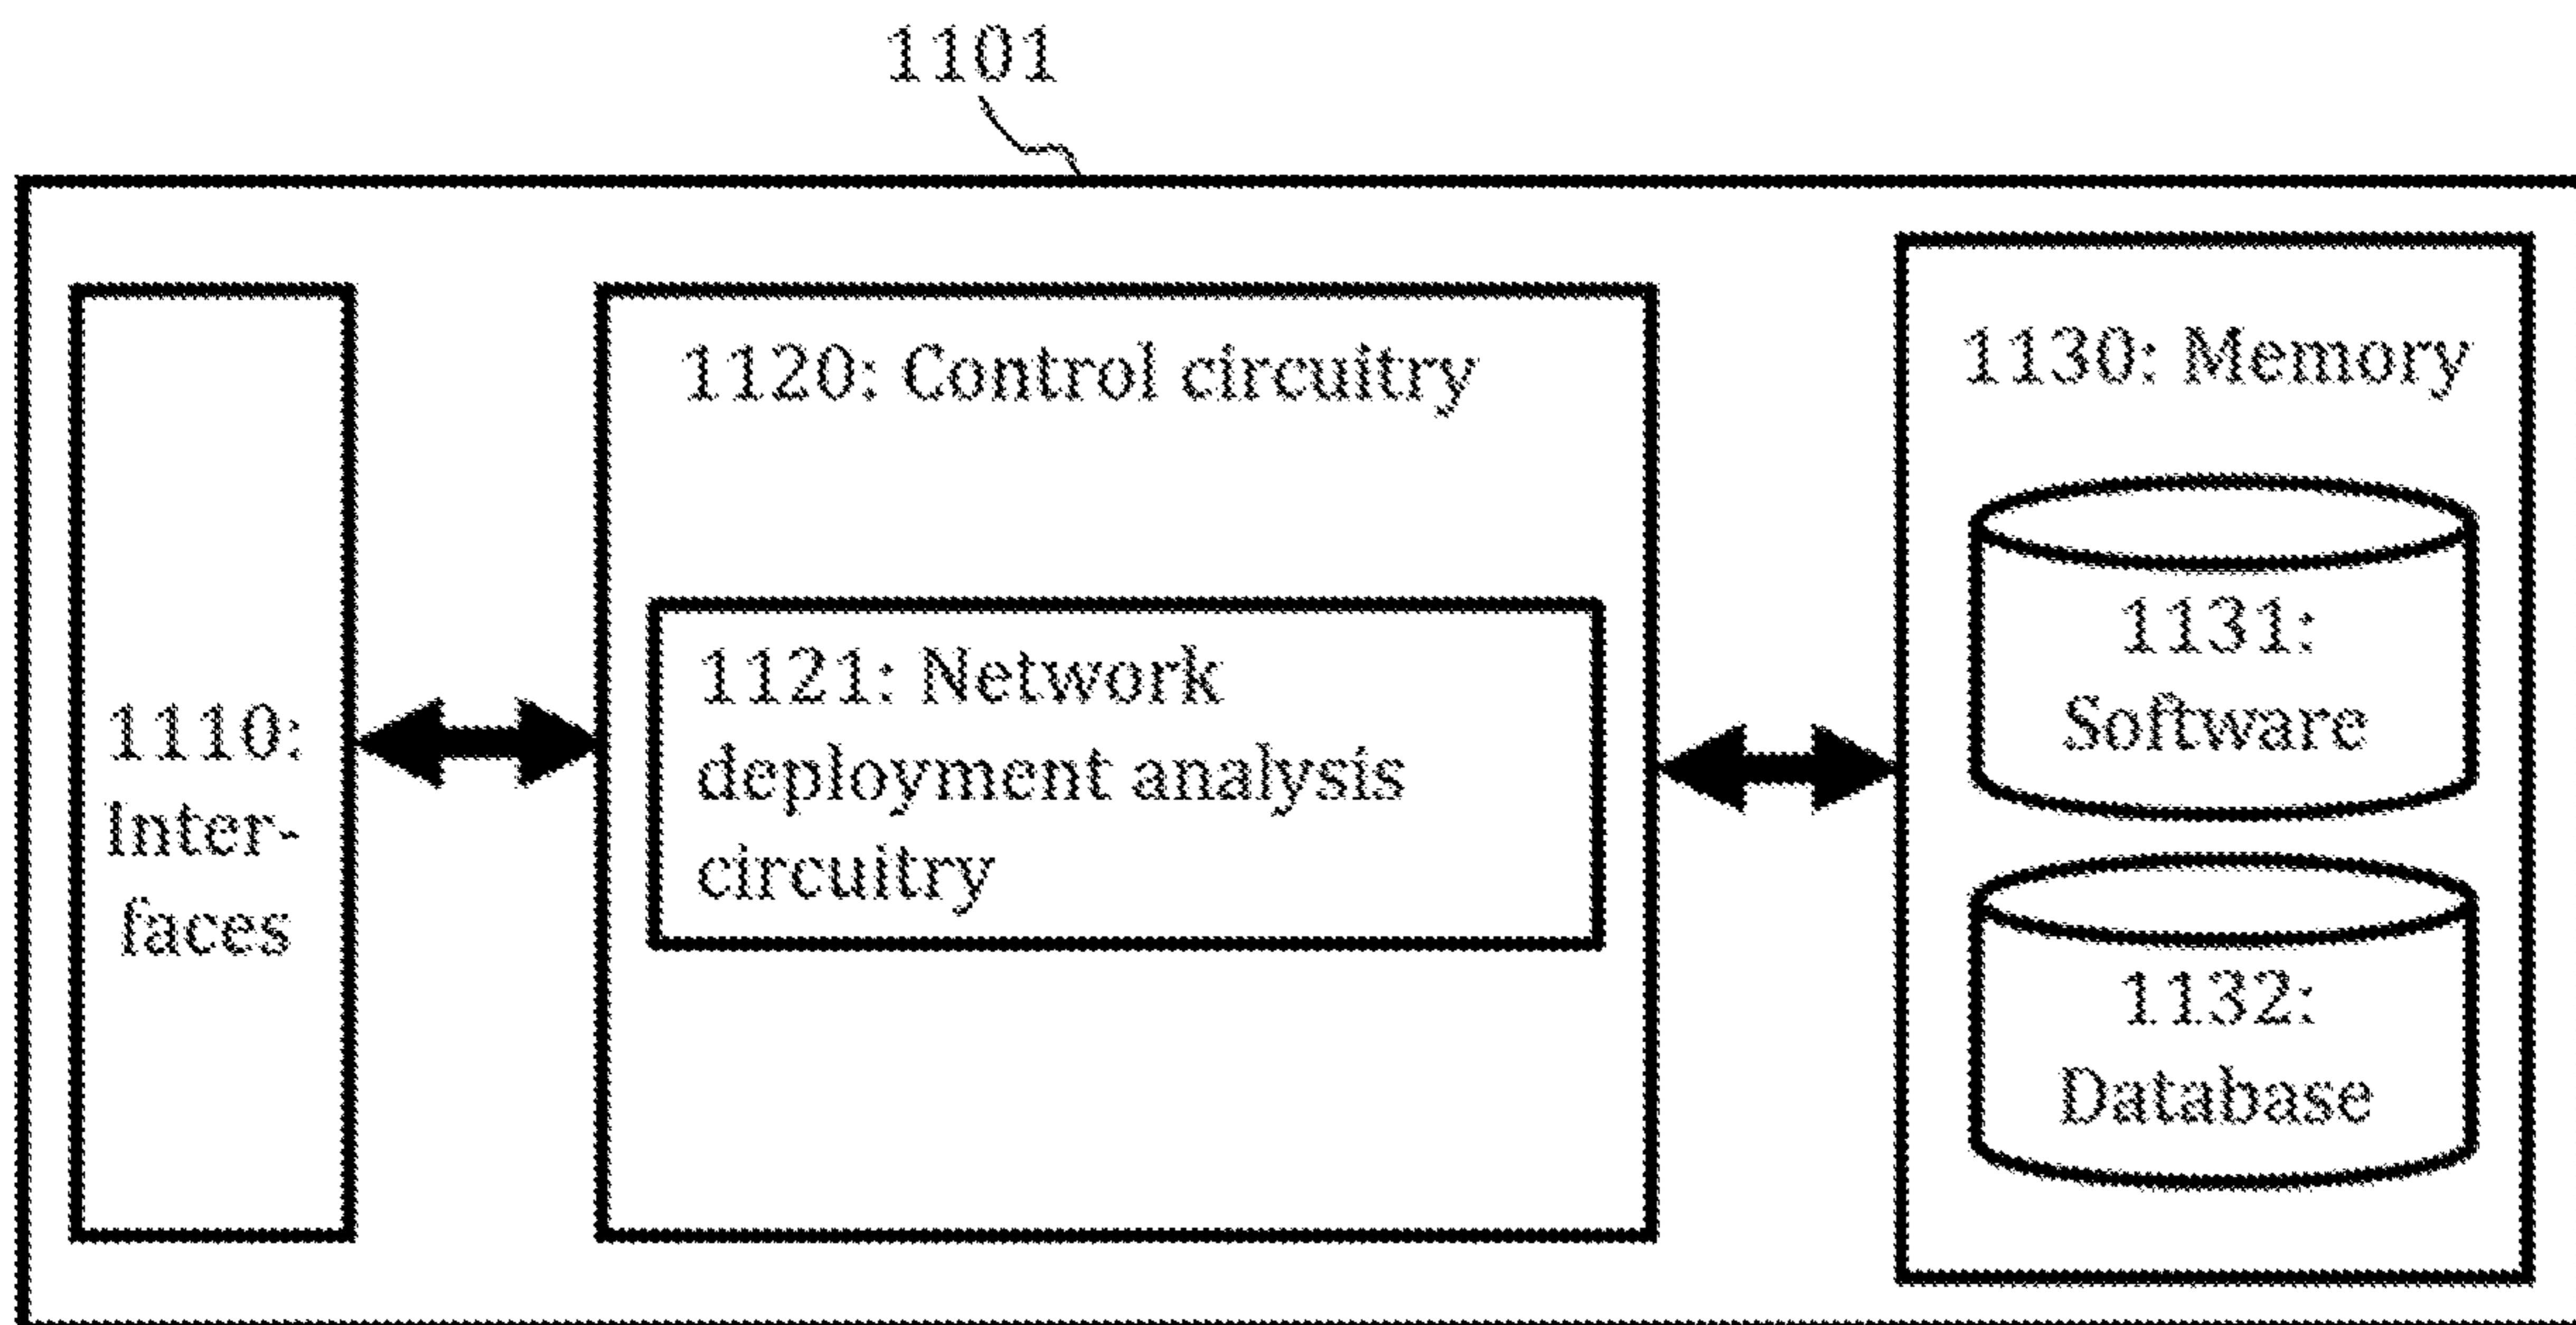 1101
1110:
Inter-
faces
1120: Control circuitry
1121: Network
deployment analysis
circuitry
1130: Memory
1131:
Software
1132:
Database